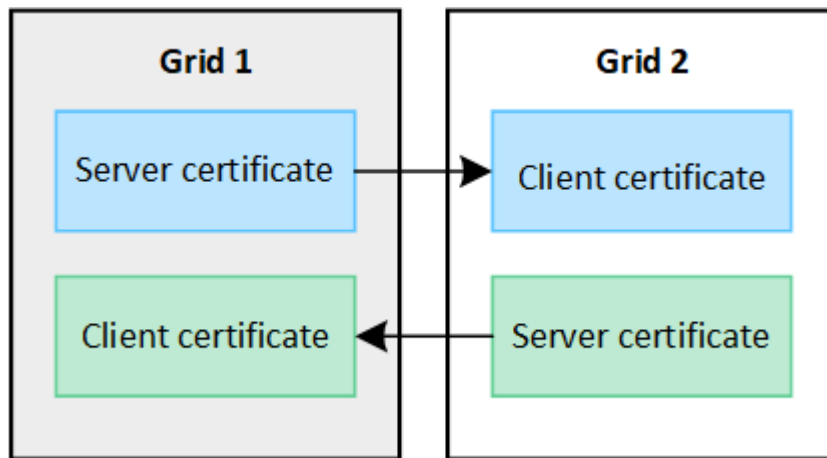 Grid 1
Server certificate
Client certificate
Grid 2
Client certificate
Server certificate